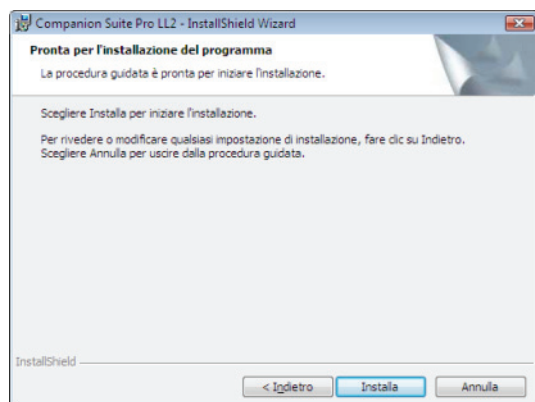 Companion Suite Pro LL2 - InstallShield Wizard
Pronta per l'installazione del programma
La procedura guidata è pronta per iniziare l'installazione.
Scegliere Installa per iniziare l'installazione.
Per rivedere o modificare qualsiasi impostazione di installazione, fare clic su Indietro.
Scegliere Annulla per uscire dalla procedura guidata.
InstallShield
< Indietro Installa Annulla